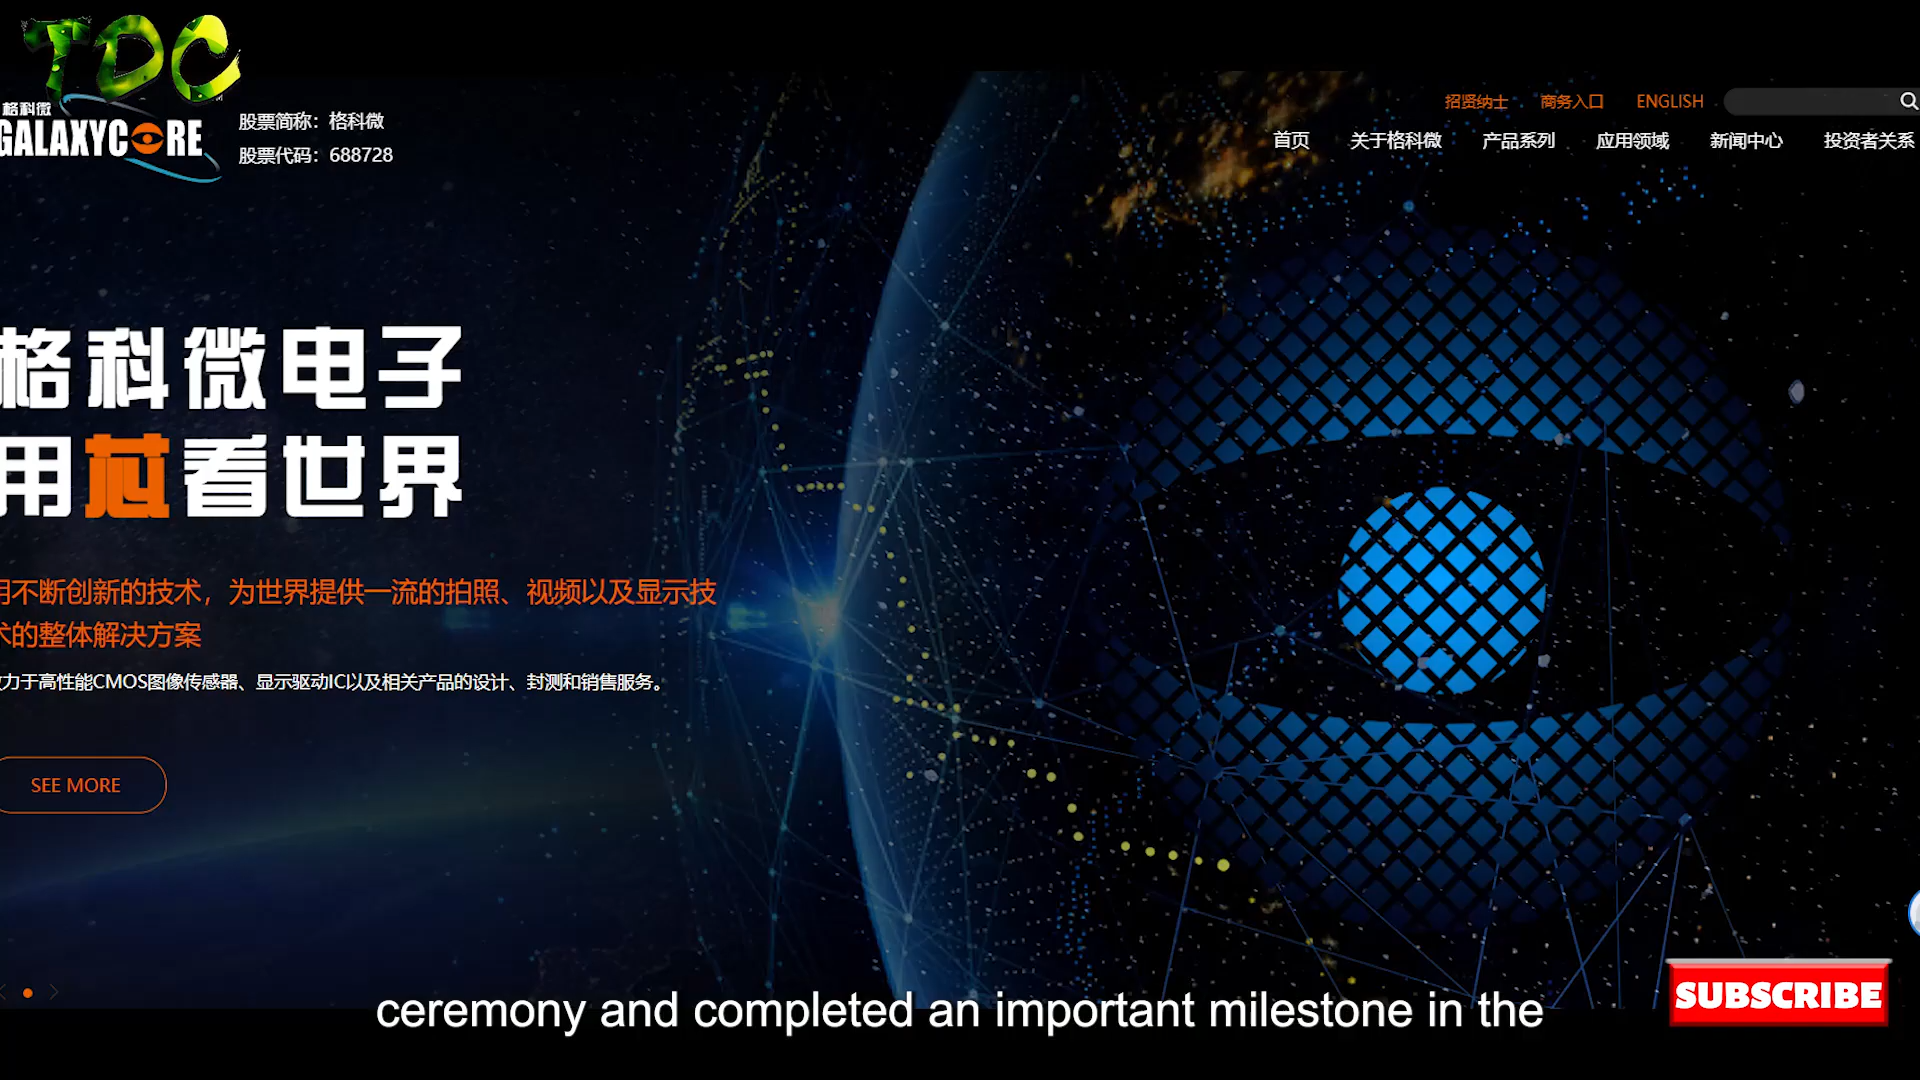 TDC
格科微
GALAXYCORE
股票简称：格科微
股票代码：688728
招贤纳士
商务入口
ENGLISH
首页
关于格科微
产品系列
应用领域
新闻中心
投资者关系
格科微电子
用芯看世界
用不断创新的技术，为世界提供一流的拍照、视频以及显示技
术的整体解决方案
致力于高性能CMOS图像传感器、显示驱动IC以及相关产品的设计、封测和销售服务。
SEE MORE
ceremony and completed an important milestone in the
SUBSCRIBE